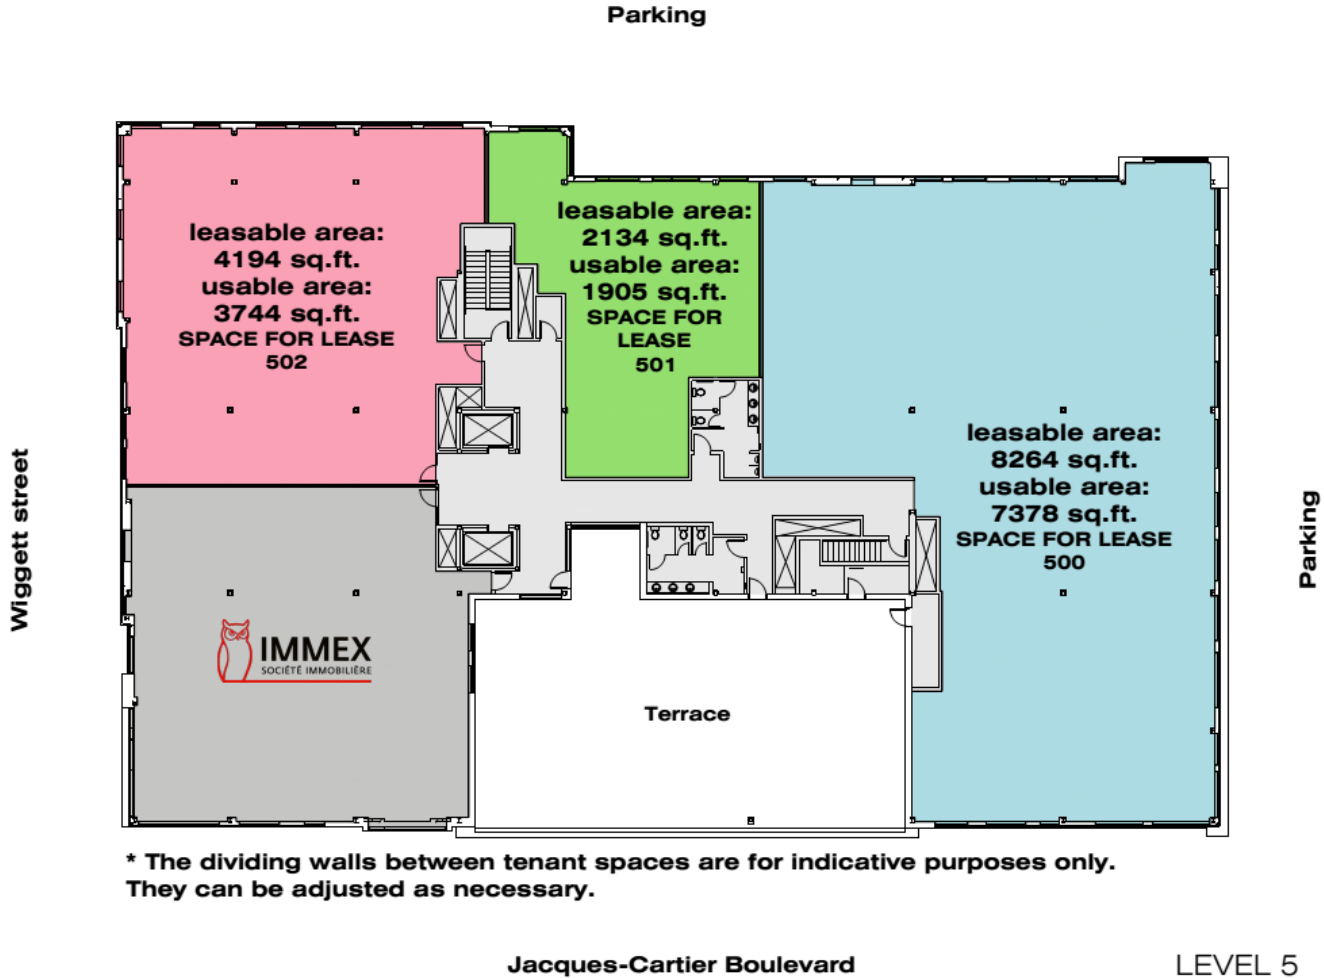 Parking
leasable area:
4194 sq.ft.
usable area:
3744 sq.ft.
SPACE FOR LEASE
502
leasable area:
2134 sq.ft.
usable area:
1905 sq.ft.
SPACE FOR
LEASE
501
leasable area:
8264 sq.ft.
usable area:
7378 sq.ft.
SPACE FOR LEASE
500
Wiggett street
Parking
IMMEX
SOCIÉTÉ IMMOBILIÈRE
Terrace
* The dividing walls between tenant spaces are for indicative purposes only.
They can be adjusted as necessary.
Jacques-Cartier Boulevard
LEVEL 5